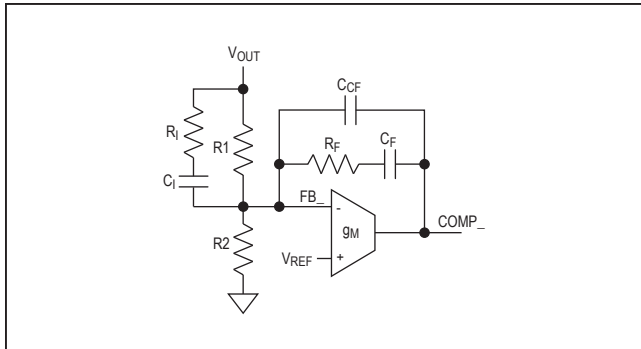 VOUT
CCF
RI
R1
RF
CF
CI
FB_
-
gM
COMP_
R2
VREF
+